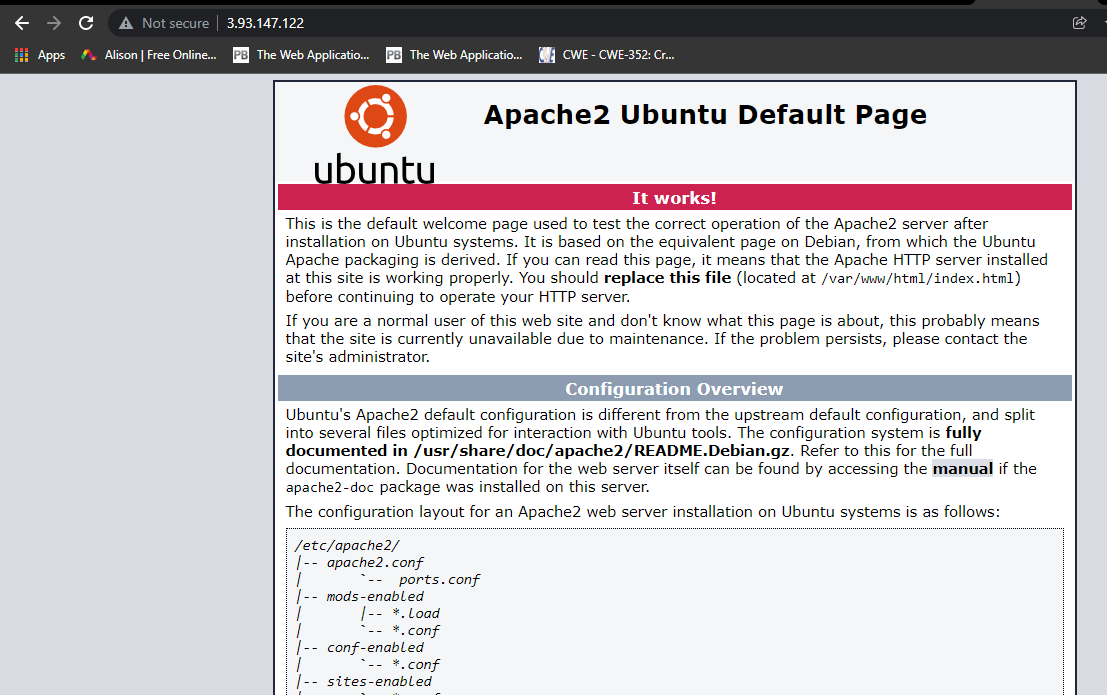 Not secure | 3.93.147.122
Apps Alison | Free Online... PB The Web Applicatio... PB The Web Applicatio... CWE - CWE-352: Cr...
Apache2 Ubuntu Default Page
ubuntu
It works!
This is the default welcome page used to test the correct operation of the Apache2 server after
installation on Ubuntu systems. It is based on the equivalent page on Debian, from which the Ubuntu
Apache packaging is derived. If you can read this page, it means that the Apache HTTP server installed
at this site is working properly. You should replace this file (located at /var/www/html/index.html)
before continuing to operate your HTTP server.
If you are a normal user of this web site and don't know what this page is about, this probably means
that the site is currently unavailable due to maintenance. If the problem persists, please contact the
site's administrator.
Configuration Overview
Ubuntu's Apache2 default configuration is different from the upstream default configuration, and split
into several files optimized for interaction with Ubuntu tools. The configuration system is fully
documented in /usr/share/doc/apache2/README.Debian.gz. Refer to this for the full
documentation. Documentation for the web server itself can be found by accessing the manual if the
apache2-doc package was installed on this server.
The configuration layout for an Apache2 web server installation on Ubuntu systems is as follows:
/etc/apache2/
|-- apache2.conf
|       `--  ports.conf
|-- mods-enabled
|       |-- *.load
|       `-- *.conf
|-- conf-enabled
|       `-- *.conf
|-- sites-enabled